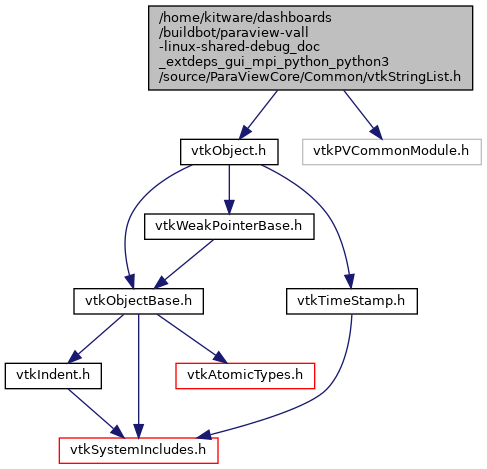 /home/kitware/dashboards
/buildbot/paraview-vall
-linux-shared-debug_doc
_extdeps_gui_mpi_python_python3
/source/ParaViewCore/Common/vtkStringList.h
vtkObject.h
vtkPVCommonModule.h
vtkWeakPointerBase.h
vtkObjectBase.h
vtkTimeStamp.h
vtkIndent.h
vtkAtomicTypes.h
vtkSystemIncludes.h